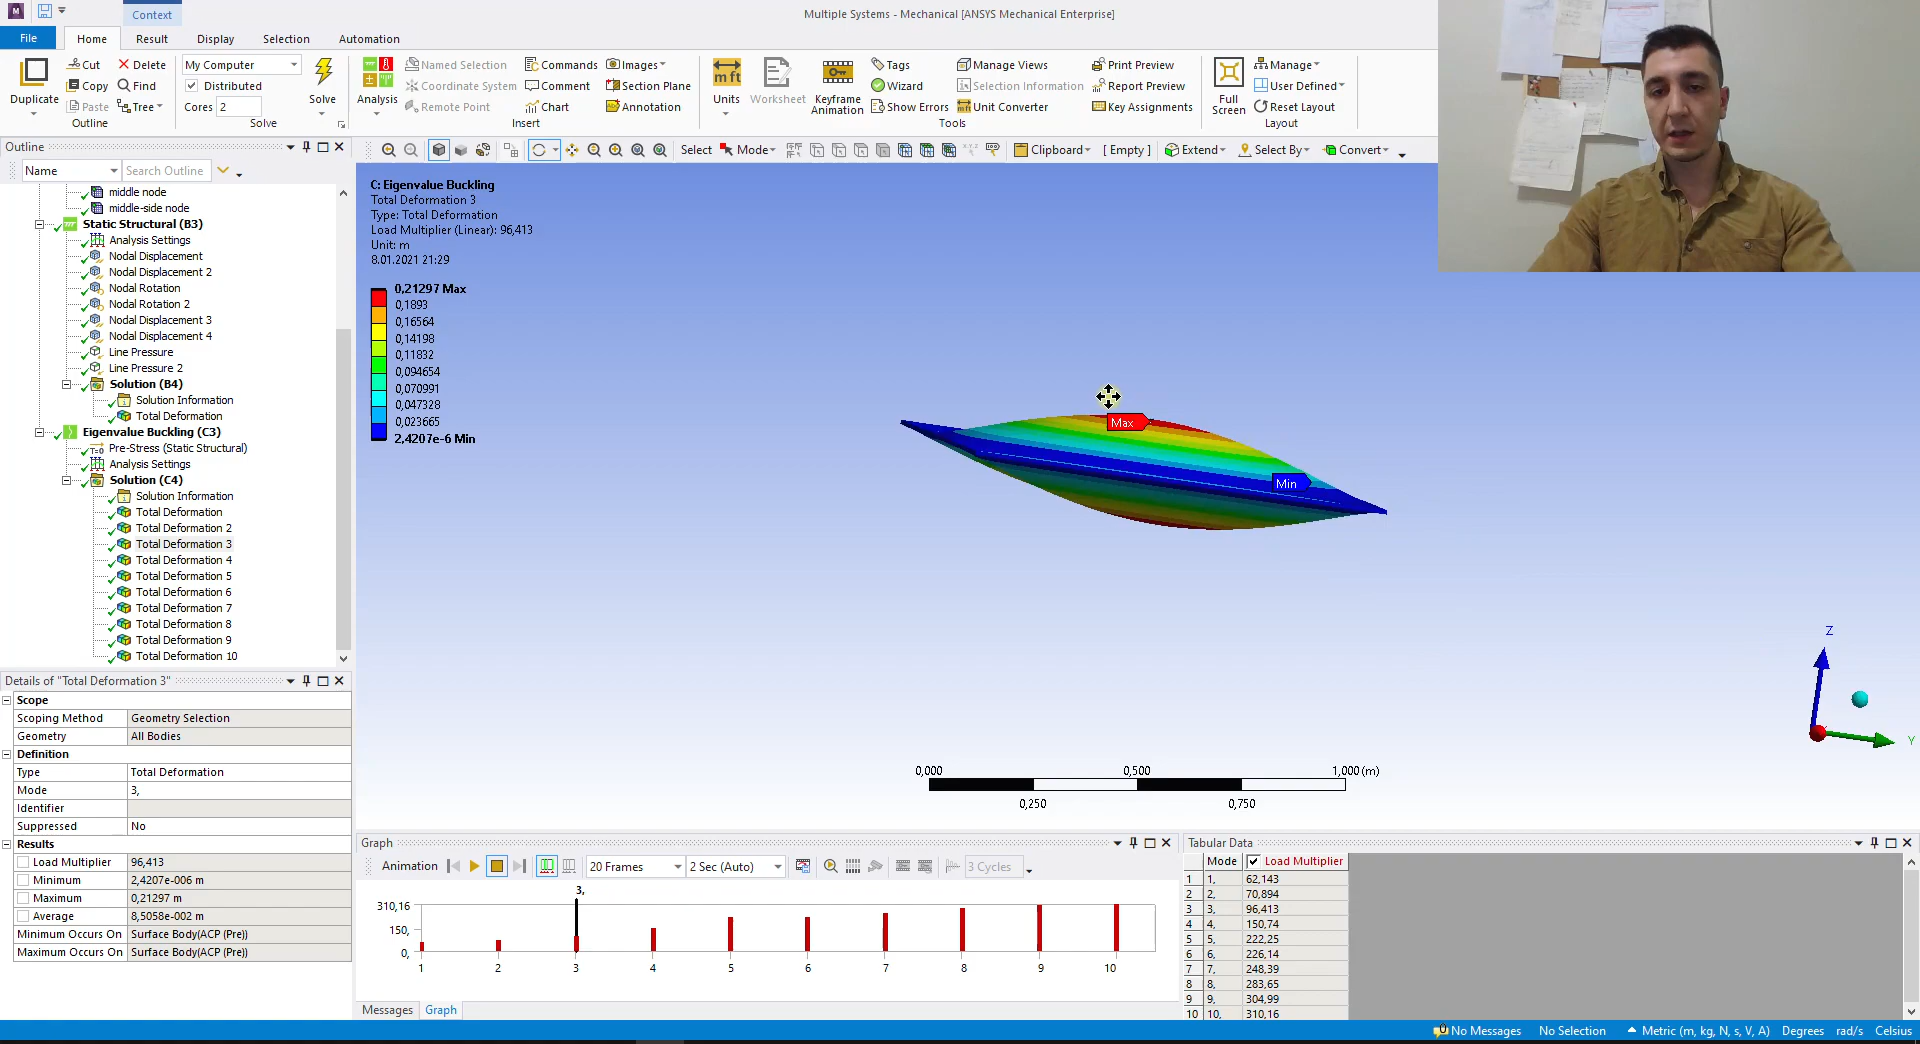 Context
Multiple Systems - Mechanical [ANSYS Mechanical Enterprise]
File
Home
Result
Display
Selection
Automation
Duplicate
Cut
Copy
Paste
Delete
Find
Tree
Outline
My Computer
Distributed
Cores 2
Solve
Solve
Analysis
Named Selection
Coordinate System
Remote Point
Commands
Comment
Chart
Images
Section Plane
Annotation
Insert
Units
Worksheet
Keyframe
Animation
Tags
Wizard
Show Errors
Manage Views
Selection Information
Unit Converter
Print Preview
Report Preview
Key Assignments
Tools
Full
Screen
Manage
User Defined
Reset Layout
Layout
Outline
Name
Search Outline
Select
Mode
Clipboard
[ Empty ]
Extend
Select By
Convert
middle node
middle-side node
Static Structural (B3)
Analysis Settings
Nodal Displacement
Nodal Displacement 2
Nodal Rotation
Nodal Rotation 2
Nodal Displacement 3
Nodal Displacement 4
Line Pressure
Line Pressure 2
Solution (B4)
Solution Information
Total Deformation
Eigenvalue Buckling (C3)
Pre-Stress (Static Structural)
Analysis Settings
Solution (C4)
Solution Information
Total Deformation
Total Deformation 2
Total Deformation 3
Total Deformation 4
Total Deformation 5
Total Deformation 6
Total Deformation 7
Total Deformation 8
Total Deformation 9
Total Deformation 10
Details of "Total Deformation 3"
Scope
Scoping Method Geometry Selection
Geometry All Bodies
Definition
Type Total Deformation
Mode 3,
Identifier
Suppressed No
Results
Load Multiplier 96,413
Minimum 2,4207e-006 m
Maximum 0,21297 m
Average 8,5058e-002 m
Minimum Occurs On Surface Body(ACP (Pre))
Maximum Occurs On Surface Body(ACP (Pre))
C: Eigenvalue Buckling
Total Deformation 3
Type: Total Deformation
Load Multiplier (Linear): 96,413
Unit: m
8.01.2021 21:29
0,21297 Max
0,1893
0,16564
0,14198
0,11832
0,094654
0,070991
0,047328
0,023665
2,4207e-6 Min
Max
Min
Z
Y
0,000 0,500 1,000 (m)
0,250 0,750
Graph
Animation
20 Frames
2 Sec (Auto)
3 Cycles
3,
310,16
150,
0,
1 2 3 4 5 6 7 8 9 10
Messages Graph
Tabular Data
Mode Load Multiplier
1 1, 62,143
2 2, 70,894
3 3, 96,413
4 4, 150,74
5 5, 222,25
6 6, 226,14
7 7, 248,39
8 8, 283,65
9 9, 304,99
10 10, 310,16
No Messages
No Selection
Metric (m, kg, N, s, V, A)
Degrees
rad/s
Celsius